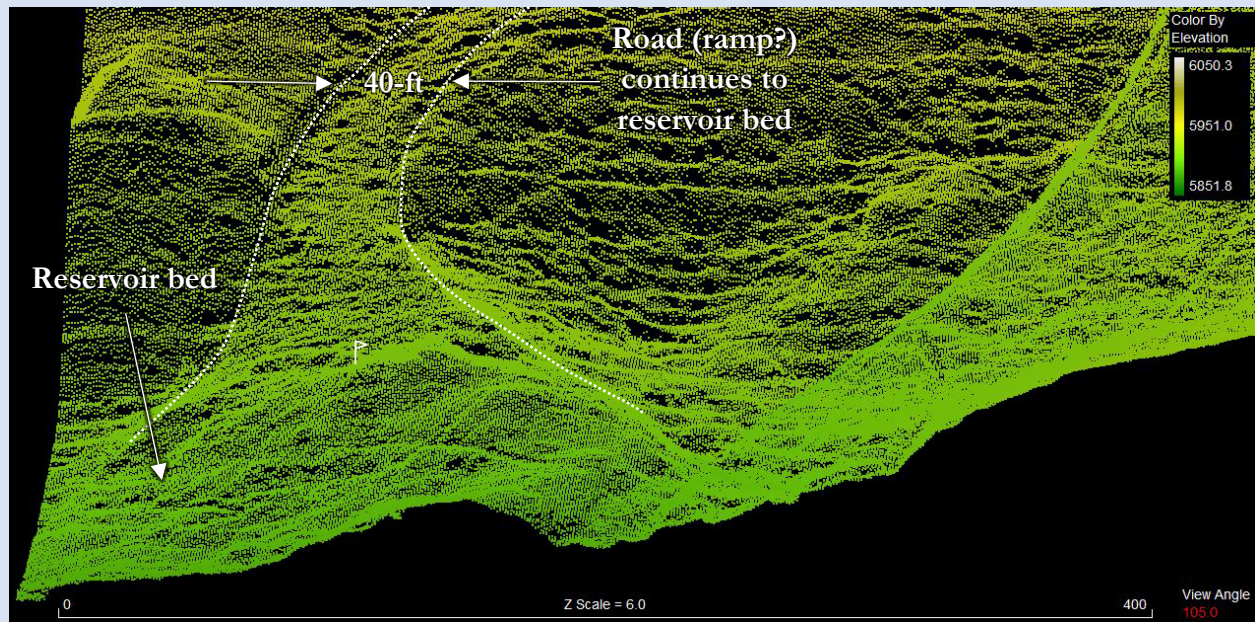 Road (ramp?)
continues to
reservoir bed
40-ft
Reservoir bed
Color By
Elevation
6050.3
5951.0
5851.8
0
Z Scale = 6.0
400
View Angle
105.0